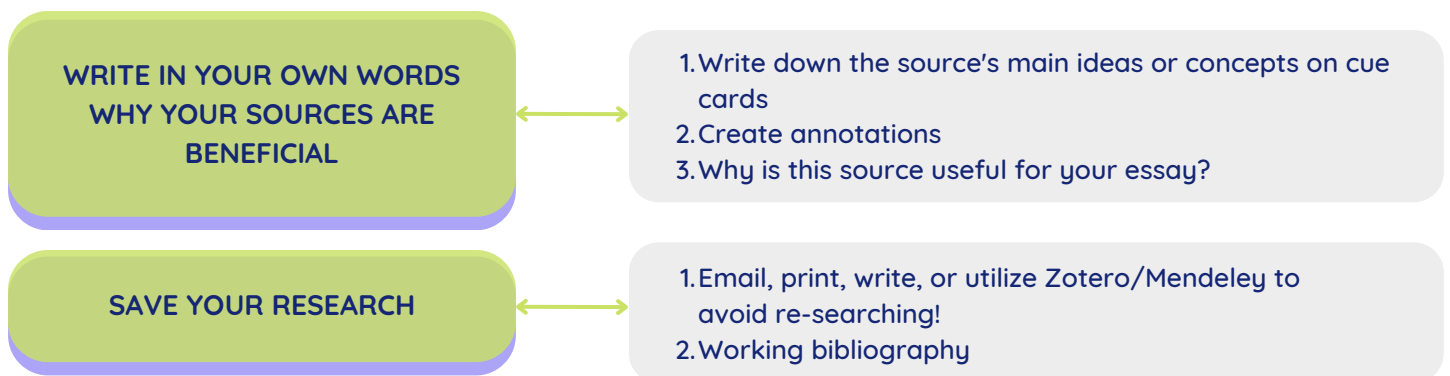 WRITE IN YOUR OWN WORDS
WHY YOUR SOURCES ARE
BENEFICIAL
1.Write down the source's main ideas or concepts on cue
cards
2.Create annotations
3.Why is this source useful for your essay?
SAVE YOUR RESEARCH
1.Email, print, write, or utilize Zotero/Mendeley to
avoid re-searching!
2.Working bibliography